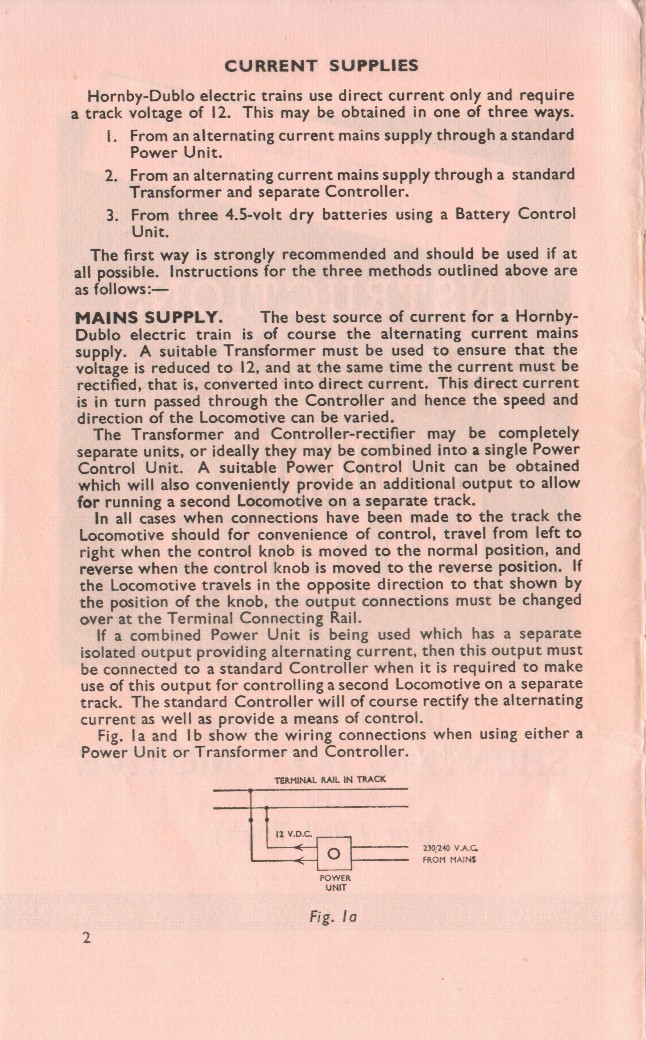 CURRENT SUPPLIES
Hornby-Dublo electric trains use direct current only and require
a track voltage of 12. This may be obtained in one of three ways.
1. From an alternating current mains supply through a standard
Power Unit.
2. From an alternating current mains supply through a standard
Transformer and separate Controller.
3. From three 4.5-volt dry batteries using a Battery Control
Unit.
The first way is strongly recommended and should be used if at
all possible. Instructions for the three methods outlined above are
as follows:—
MAINS SUPPLY. The best source of current for a Hornby-
Dublo electric train is of course the alternating current mains
supply. A suitable Transformer must be used to ensure that the
voltage is reduced to 12, and at the same time the current must be
rectified, that is, converted into direct current. This direct current
is in turn passed through the Controller and hence the speed and
direction of the Locomotive can be varied.
The Transformer and Controller-rectifier may be completely
separate units, or ideally they may be combined into a single Power
Control Unit. A suitable Power Control Unit can be obtained
which will also conveniently provide an additional output to allow
for running a second Locomotive on a separate track.
In all cases when connections have been made to the track the
Locomotive should for convenience of control, travel from left to
right when the control knob is moved to the normal position, and
reverse when the control knob is moved to the reverse position. If
the Locomotive travels in the opposite direction to that shown by
the position of the knob, the output connections must be changed
over at the Terminal Connecting Rail.
If a combined Power Unit is being used which has a separate
isolated output providing alternating current, then this output must
be connected to a standard Controller when it is required to make
use of this output for controlling a second Locomotive on a separate
track. The standard Controller will of course rectify the alternating
current as well as provide a means of control.
Fig. 1a and 1b show the wiring connections when using either a
Power Unit or Transformer and Controller.
TERMINAL RAIL IN TRACK
12 V.D.C.
230/240 V.A.C.
FROM MAINS
POWER
UNIT
Fig. 1a
2